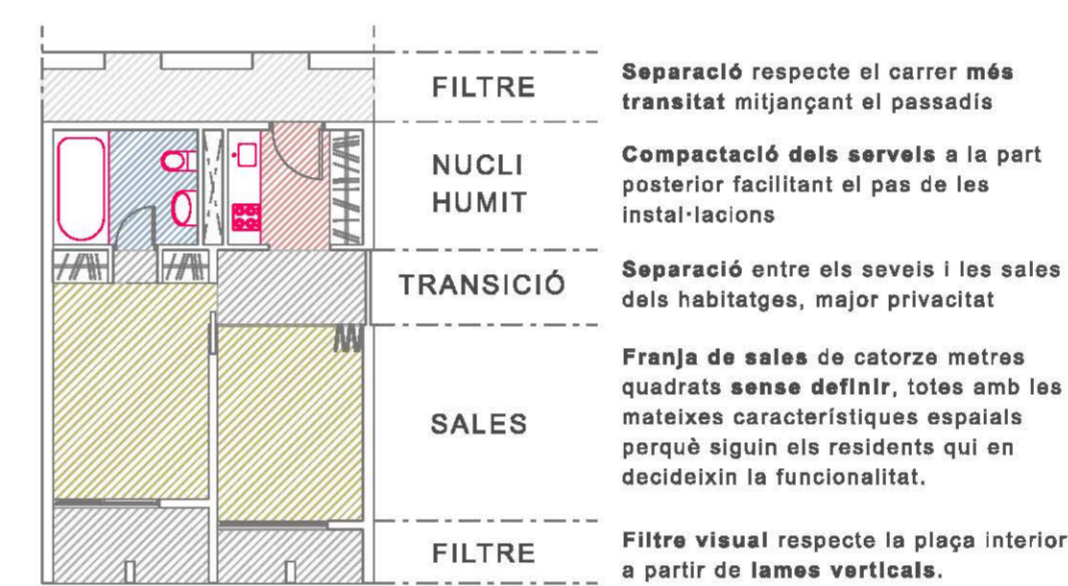 FILTRE
Separació respecte el carrer més
transitat mitjançant el passadís
NUCLI
HUMIT
Compactació dels serveis a la part
posterior facilitant el pas de les
instal·lacions
TRANSICIÓ
Separació entre els seveis i les sales
dels habitatges, major privacitat
SALES
Franja de sales de catorze metres
quadrats sense definir, totes amb les
mateixes característiques espaials
perquè siguin els residents qui en
decideixin la funcionalitat.
FILTRE
Filtre visual respecte la plaça interior
a partir de lames verticals.